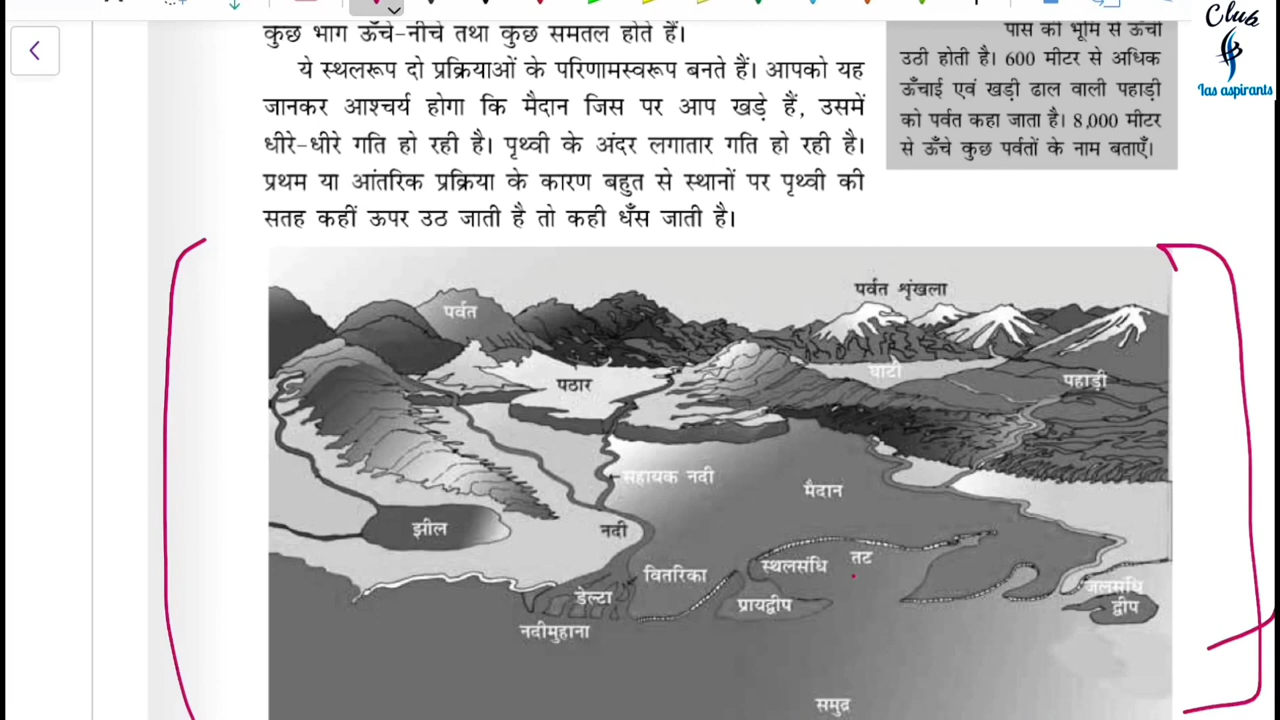 कुछ भाग ऊँचे-नीचे तथा कुछ समतल होते हैं।
ये स्थलरूप दो प्रक्रियाओं के परिणामस्वरूप बनते हैं। आपको यह
जानकर आश्चर्य होगा कि मैदान जिस पर आप खड़े हैं, उसमें
धीरे-धीरे गति हो रही है। पृथ्वी के अंदर लगातार गति हो रही है।
प्रथम या आंतरिक प्रक्रिया के कारण बहुत से स्थानों पर पृथ्वी की
सतह कहीं ऊपर उठ जाती है तो कही धँस जाती है।
पास की भूमि से ऊँची
उठी होती है। 600 मीटर से अधिक
ऊँचाई एवं खड़ी ढाल वाली पहाड़ी
को पर्वत कहा जाता है। 8,000 मीटर
से ऊँचे कुछ पर्वतों के नाम बताएँ।
Club
Ias aspirants
पर्वत शृंखला
पर्वत
घाटी
पठार
पहाड़ी
सहायक नदी
मैदान
झील
नदी
तट
स्थलसंधि
वितरिका
जलसंधि
डेल्टा
प्रायद्वीप
द्वीप
नदीमुहाना
समुद्र